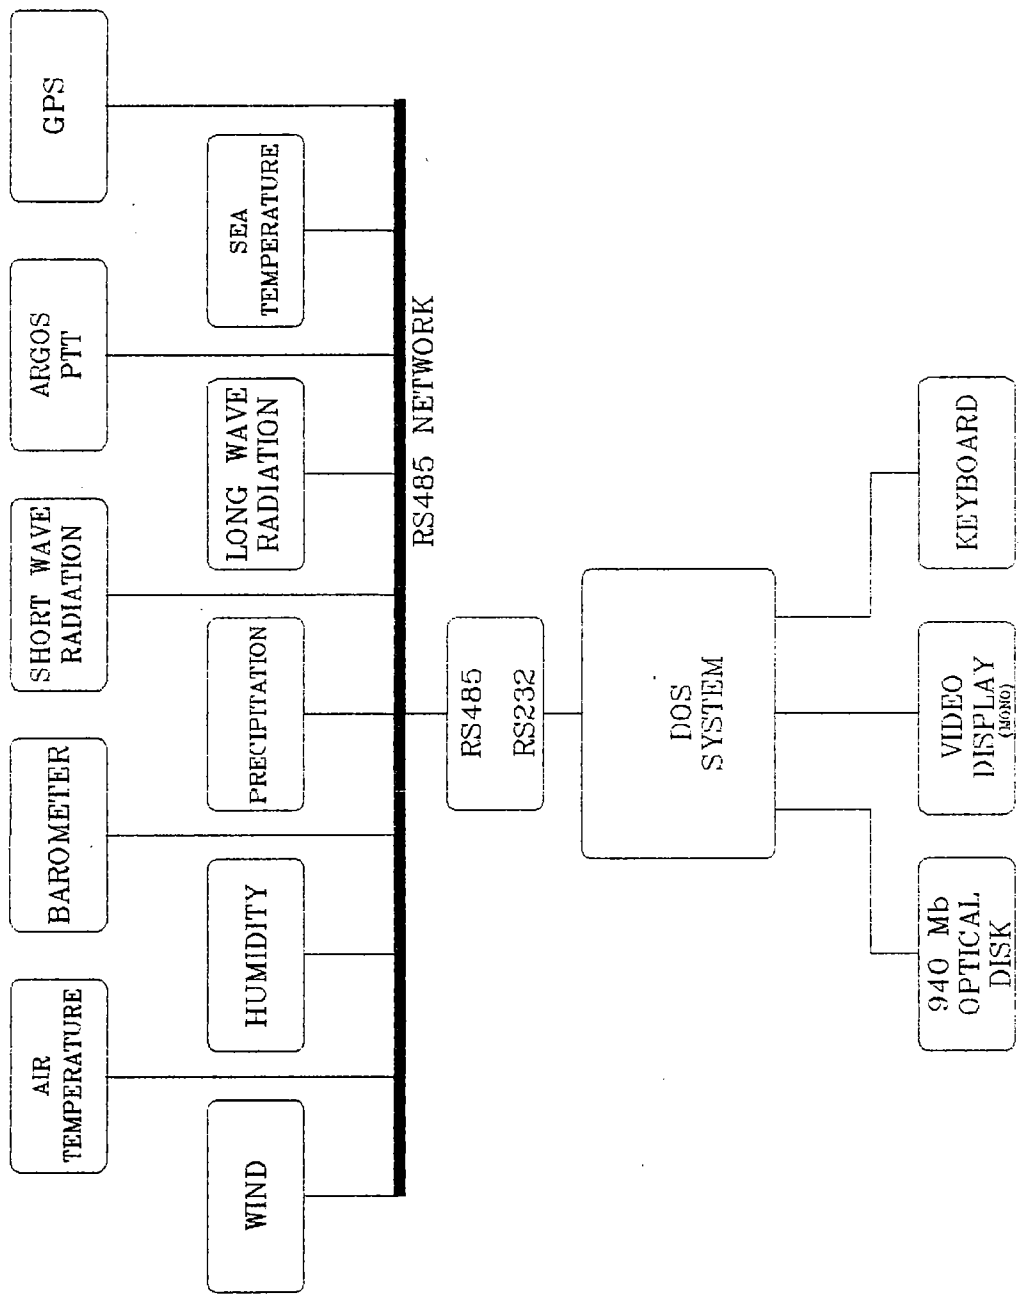 GPS
SEA
TEMPERATURE
ARGOS
PTT
LONG WAVE
RADIATION
SHORT WAVE
RADIATION
PRECIPITATION
BAROMETER
HUMIDITY
AIR
TEMPERATURE
WIND
RS485 NETWORK
RS485
RS232
DOS
SYSTEM
KEYBOARD
VIDEO
DISPLAY
(MONO)
940 Mb
OPTICAL
DISK